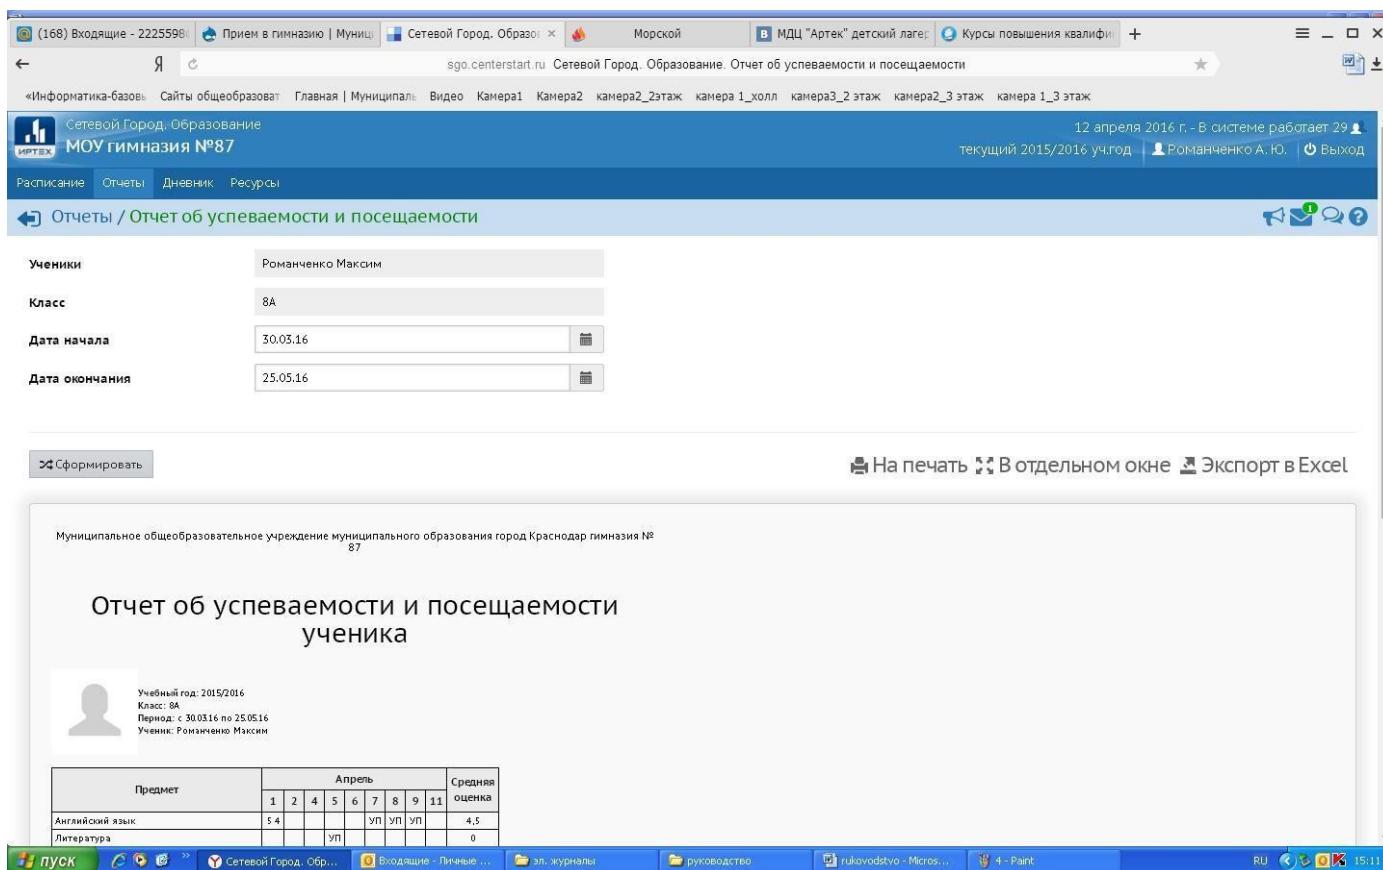 (168) Входящие - 2225598
Прием в гимназию | Муниц
Сетевой Город. Образо
Морской
В МДЦ "Артек" детский лагер
Курсы повышения квалифи
Я sgo.centerstart.ru Сетевой Город. Образование. Отчет об успеваемости и посещаемости
«Информатика-базовь Сайты общеобразоват Главная | Муниципаль Видео Камера1 Камера2 камера2_2этаж камера 1_холл камера3_2 этаж камера2_3 этаж камера 1_3 этаж
Сетевой Город. Образование
12 апреля 2016 г. - В системе работает 29
ИРТЕХ МОУ гимназия №87
текущий 2015/2016 уч.год Романченко А. Ю. Выход
Расписание Отчеты Дневник Ресурсы
Отчеты / Отчет об успеваемости и посещаемости 1 ?
Ученики Романченко Максим
Класс 8А
Дата начала 30.03.16
Дата окончания 25.05.16
Сформировать На печать В отдельном окне Экспорт в Excel
Муниципальное общеобразовательное учреждение муниципального образования город Краснодар гимназия №
87
Отчет об успеваемости и посещаемости
ученика
Учебный год: 2015/2016
Класс: 8А
Период: с 30.03.16 по 25.05.16
Ученик: Романченко Максим
Предмет Апрель Средняя оценка
1 2 4 5 6 7 8 9 11
Английский язык 5 4 УП УП УП 4,5
Литература УП 0
пуск » Сетевой Город. Обр... Входящие - Личные ... эл. журналы руководство rukovodstvo - Micros... 4 - Paint RU 15:11